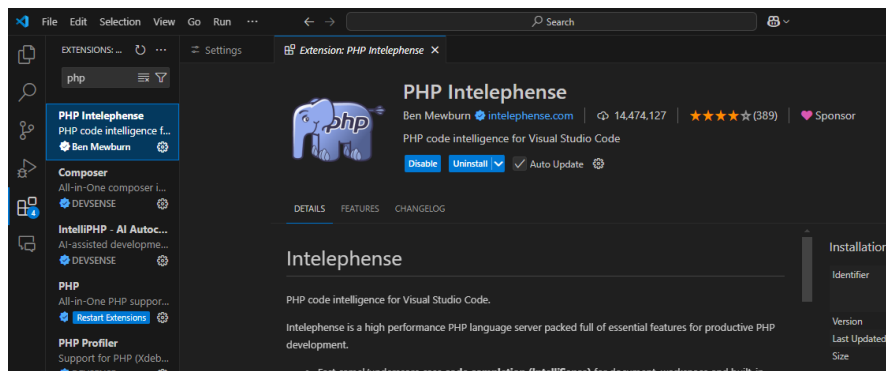 File Edit Selection View Go Run ··· Search
EXTENSIONS: ...
Settings
Extension: PHP Intelephense
php
PHP Intelephense
PHP code intelligence f...
Ben Mewburn
Composer
All-in-One composer i...
DEVSENSE
IntelliPHP - AI Autoc...
AI-assisted developme...
DEVSENSE
PHP
All-in-One PHP suppor...
Restart Extensions
PHP Profiler
Support for PHP (Xdeb...
4
php
PHP Intelephense
Ben Mewburn intelephense.com 14,474,127 (389) Sponsor
PHP code intelligence for Visual Studio Code
Disable Uninstall Auto Update
DETAILS FEATURES CHANGELOG
Intelephense
PHP code intelligence for Visual Studio Code.
Intelephense is a high performance PHP language server packed full of essential features for productive PHP
development.
code completion (IntelliSense)
Installation
Identifier
Version
Last Updated
Size